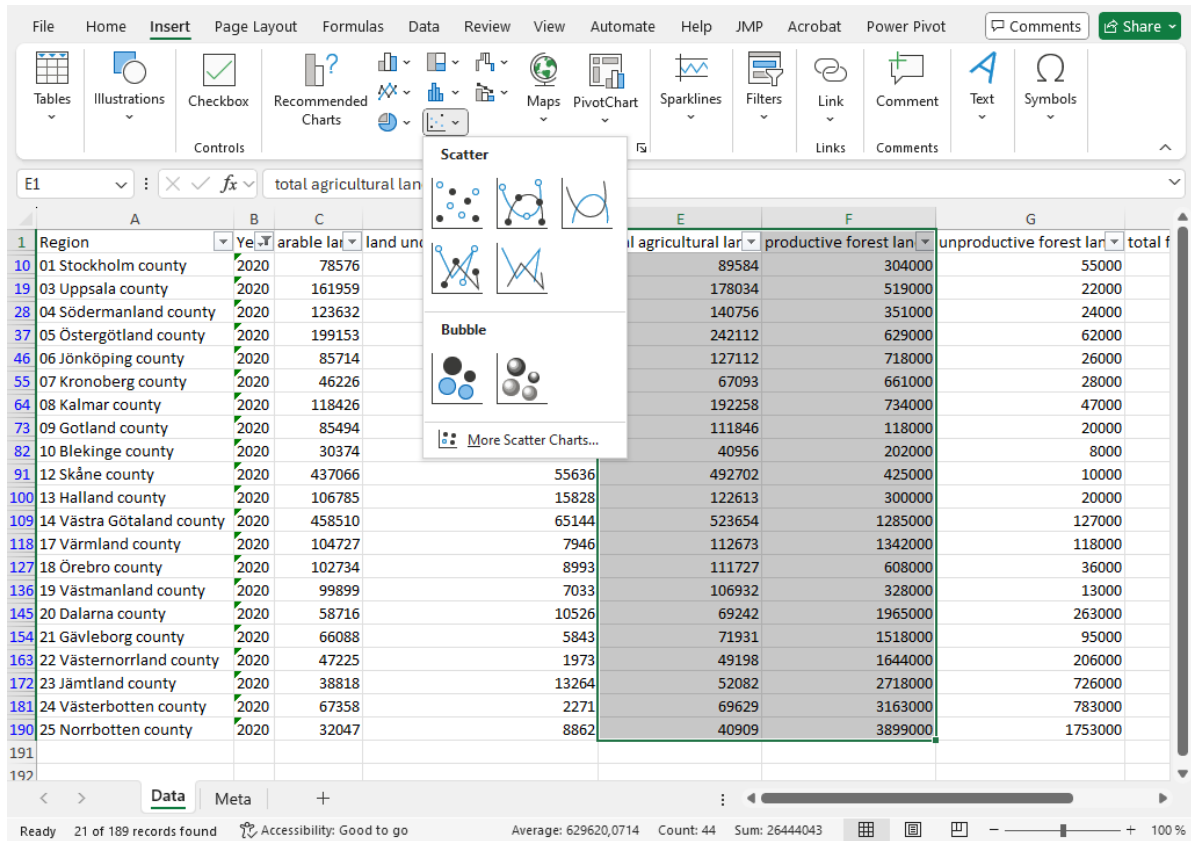 File Home Insert Page Layout Formulas Data Review View Automate Help JMP Acrobat Power Pivot Comments Share
Tables Illustrations Checkbox Recommended Charts Maps PivotChart Sparklines Filters Link Comment Text Symbols
Controls Links Comments
Scatter
E1 fx total agricultural lan
A B C E F G
1 Region Ye arable lar land und l agricultural lar productive forest lan unproductive forest lan total f
10 01 Stockholm county 2020 78576 89584 304000 55000
19 03 Uppsala county 2020 161959 178034 519000 22000
28 04 Södermanland county 2020 123632 140756 351000 24000
Bubble
37 05 Östergötland county 2020 199153 242112 629000 62000
46 06 Jönköping county 2020 85714 127112 718000 26000
55 07 Kronoberg county 2020 46226 67093 661000 28000
64 08 Kalmar county 2020 118426 192258 734000 47000
73 09 Gotland county 2020 85494 111846 118000 20000
More Scatter Charts...
82 10 Blekinge county 2020 30374 40956 202000 8000
91 12 Skåne county 2020 437066 55636 492702 425000 10000
100 13 Halland county 2020 106785 15828 122613 300000 20000
109 14 Västra Götaland county 2020 458510 65144 523654 1285000 127000
118 17 Värmland county 2020 104727 7946 112673 1342000 118000
127 18 Örebro county 2020 102734 8993 111727 608000 36000
136 19 Västmanland county 2020 99899 7033 106932 328000 13000
145 20 Dalarna county 2020 58716 10526 69242 1965000 263000
154 21 Gävleborg county 2020 66088 5843 71931 1518000 95000
163 22 Västernorrland county 2020 47225 1973 49198 1644000 206000
172 23 Jämtland county 2020 38818 13264 52082 2718000 726000
181 24 Västerbotten county 2020 67358 2271 69629 3163000 783000
190 25 Norrbotten county 2020 32047 8862 40909 3899000 1753000
191
192
Data Meta
Ready 21 of 189 records found Accessibility: Good to go Average: 629620,0714 Count: 44 Sum: 26444043 100 %